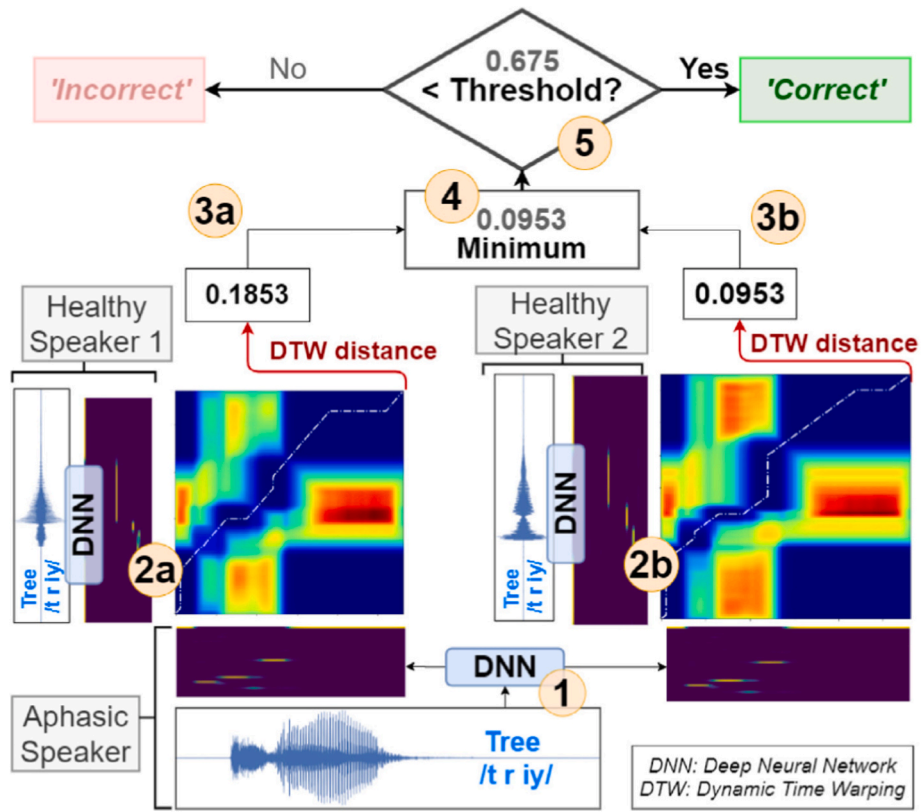 0.675
< Threshold?
No
Yes
'Incorrect'
'Correct'
5
4
3a
3b
0.0953
Minimum
0.1853
0.0953
Healthy
Speaker 1
Healthy
Speaker 2
DTW distance
DTW distance
DNN
DNN
Tree
/t r iy/
Tree
/t r iy/
2a
2b
DNN
1
Aphasic
Speaker
Tree
/t r iy/
DNN: Deep Neural Network
DTW: Dynamic Time Warping